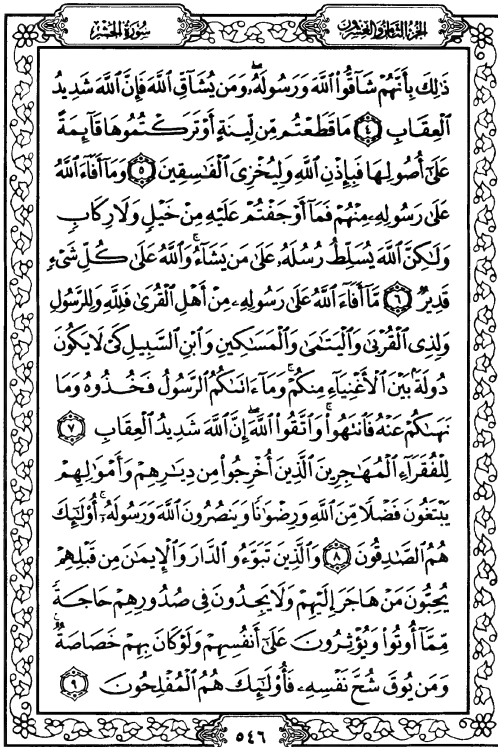 الجزء الثامن والعشرون
سورة الحشر
ذَٰلِكَ بِأَنَّهُمْ شَاقُّوا۟ ٱللَّهَ وَرَسُولَهُۥ ۖ وَمَن يُشَآقِّ ٱللَّهَ فَإِنَّ ٱللَّهَ شَدِيدُ
ٱلْعِقَابِ ٤ مَا قَطَعْتُم مِّن لِّينَةٍ أَوْ تَرَكْتُمُوهَا قَآئِمَةً
عَلَىٰٓ أُصُولِهَا فَبِإِذْنِ ٱللَّهِ وَلِيُخْزِىَ ٱلْفَٰسِقِينَ ٥ وَمَآ أَفَآءَ ٱللَّهُ
عَلَىٰ رَسُولِهِۦ مِنْهُمْ فَمَآ أَوْجَفْتُمْ عَلَيْهِ مِنْ خَيْلٍ وَلَا رِكَابٍ
وَلَٰكِنَّ ٱللَّهَ يُسَلِّطُ رُسُلَهُۥ عَلَىٰ مَن يَشَآءُ ۚ وَٱللَّهُ عَلَىٰ كُلِّ شَىْءٍ
قَدِيرٌ ٦ مَّآ أَفَآءَ ٱللَّهُ عَلَىٰ رَسُولِهِۦ مِنْ أَهْلِ ٱلْقُرَىٰ فَلِلَّهِ وَلِلرَّسُولِ
وَلِذِى ٱلْقُرْبَىٰ وَٱلْيَتَٰمَىٰ وَٱلْمَسَٰكِينِ وَٱبْنِ ٱلسَّبِيلِ كَىْ لَا يَكُونَ
دُولَةًۢ بَيْنَ ٱلْأَغْنِيَآءِ مِنكُمْ ۚ وَمَآ ءَاتَىٰكُمُ ٱلرَّسُولُ فَخُذُوهُ وَمَا
نَهَىٰكُمْ عَنْهُ فَٱنتَهُوا۟ ۚ وَٱتَّقُوا۟ ٱللَّهَ ۖ إِنَّ ٱللَّهَ شَدِيدُ ٱلْعِقَابِ ٧
لِلْفُقَرَآءِ ٱلْمُهَٰجِرِينَ ٱلَّذِينَ أُخْرِجُوا۟ مِن دِيَٰرِهِمْ وَأَمْوَٰلِهِمْ
يَبْتَغُونَ فَضْلًا مِّنَ ٱللَّهِ وَرِضْوَٰنًا وَيَنصُرُونَ ٱللَّهَ وَرَسُولَهُۥٓ ۚ أُو۟لَٰٓئِكَ
هُمُ ٱلصَّٰدِقُونَ ٨ وَٱلَّذِينَ تَبَوَّءُو ٱلدَّارَ وَٱلْإِيمَٰنَ مِن قَبْلِهِمْ
يُحِبُّونَ مَنْ هَاجَرَ إِلَيْهِمْ وَلَا يَجِدُونَ فِى صُدُورِهِمْ حَاجَةً
مِّمَّآ أُوتُوا۟ وَيُؤْثِرُونَ عَلَىٰٓ أَنفُسِهِمْ وَلَوْ كَانَ بِهِمْ خَصَاصَةٌ ۚ
وَمَن يُوقَ شُحَّ نَفْسِهِۦ فَأُو۟لَٰٓئِكَ هُمُ ٱلْمُفْلِحُونَ ٩
٥٤٦